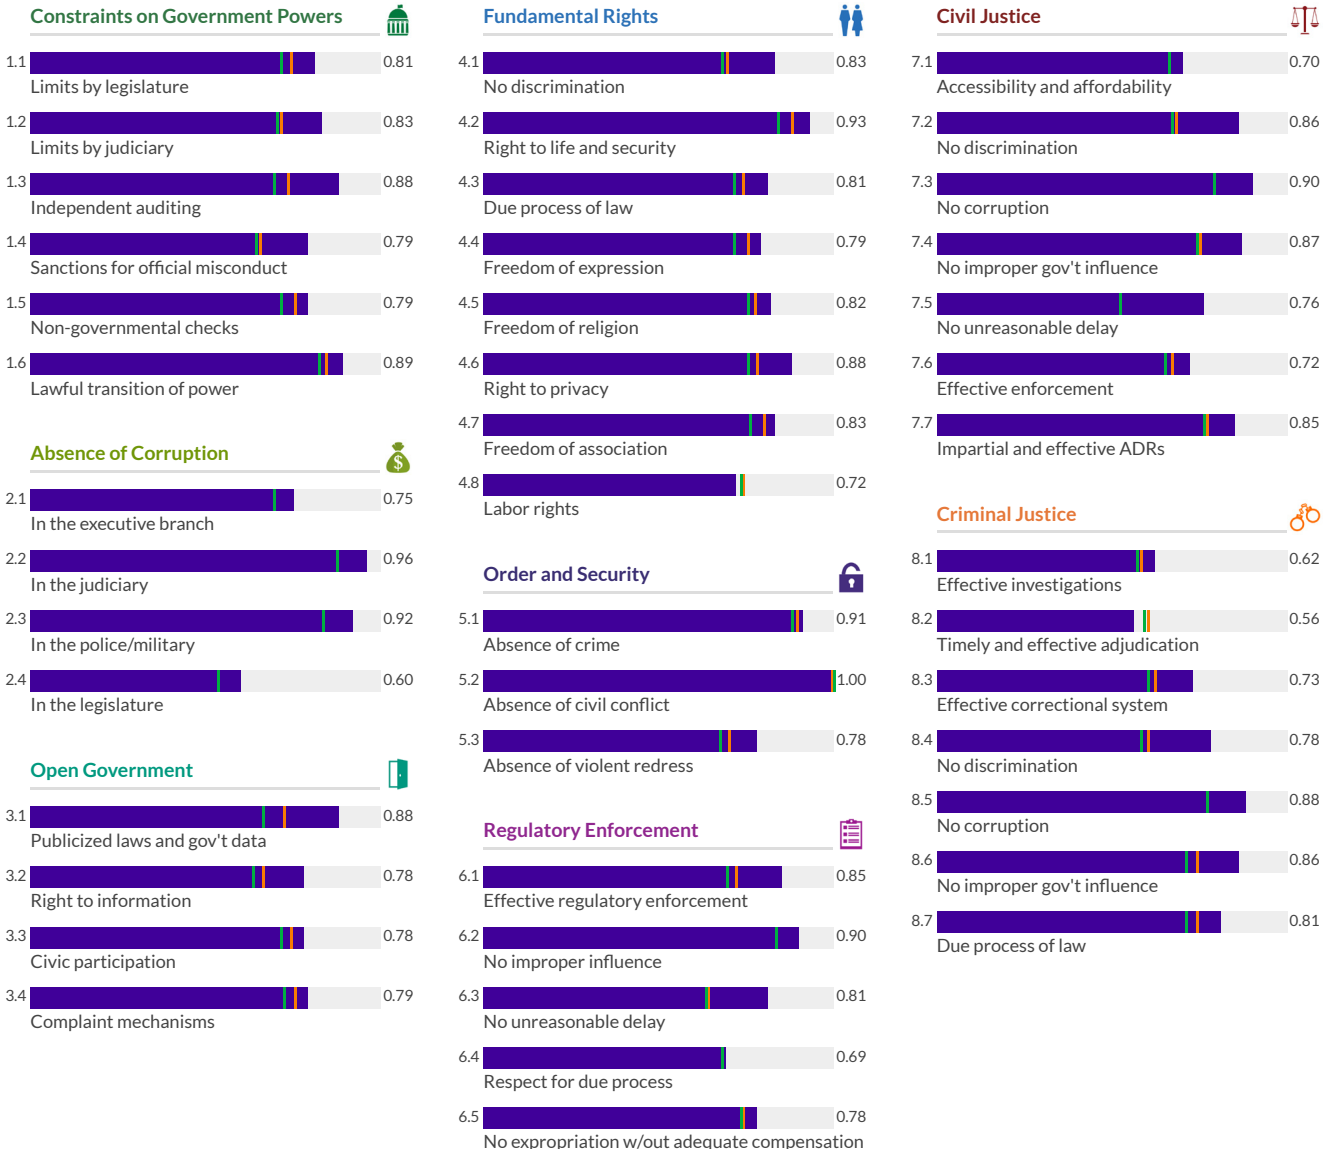 Constraints on Government Powers
1.1 0.81
Limits by legislature
1.2 0.83
Limits by judiciary
1.3 0.88
Independent auditing
1.4 0.79
Sanctions for official misconduct
1.5 0.79
Non-governmental checks
1.6 0.89
Lawful transition of power
Absence of Corruption
$
2.1 0.75
In the executive branch
2.2 0.96
In the judiciary
2.3 0.92
In the police/military
2.4 0.60
In the legislature
Open Government
3.1 0.88
Publicized laws and gov't data
3.2 0.78
Right to information
3.3 0.78
Civic participation
3.4 0.79
Complaint mechanisms
Fundamental Rights
4.1 0.83
No discrimination
4.2 0.93
Right to life and security
4.3 0.81
Due process of law
4.4 0.79
Freedom of expression
4.5 0.82
Freedom of religion
4.6 0.88
Right to privacy
4.7 0.83
Freedom of association
4.8 0.72
Labor rights
Order and Security
5.1 0.91
Absence of crime
5.2 1.00
Absence of civil conflict
5.3 0.78
Absence of violent redress
Regulatory Enforcement
6.1 0.85
Effective regulatory enforcement
6.2 0.90
No improper influence
6.3 0.81
No unreasonable delay
6.4 0.69
Respect for due process
6.5 0.78
No expropriation w/out adequate compensation
Civil Justice
7.1 0.70
Accessibility and affordability
7.2 0.86
No discrimination
7.3 0.90
No corruption
7.4 0.87
No improper gov't influence
7.5 0.76
No unreasonable delay
7.6 0.72
Effective enforcement
7.7 0.85
Impartial and effective ADRs
Criminal Justice
8.1 0.62
Effective investigations
8.2 0.56
Timely and effective adjudication
8.3 0.73
Effective correctional system
8.4 0.78
No discrimination
8.5 0.88
No corruption
8.6 0.86
No improper gov't influence
8.7 0.81
Due process of law